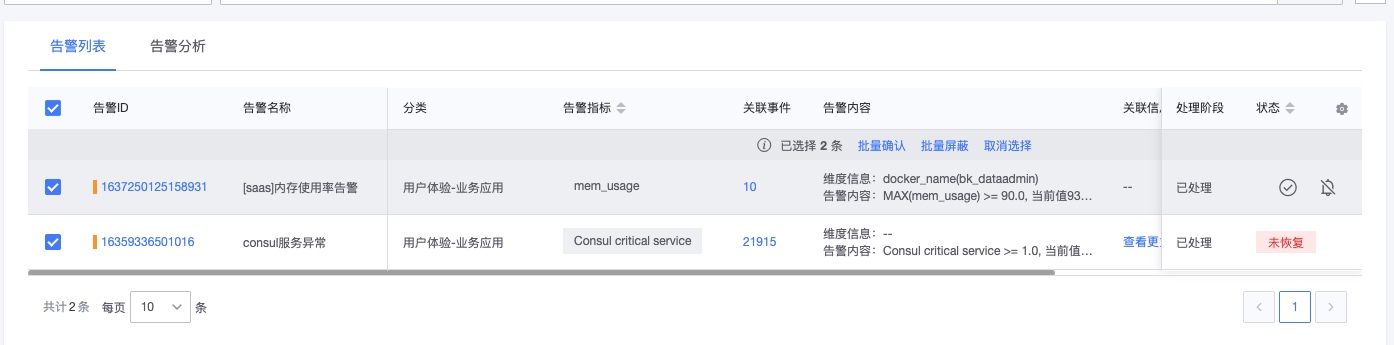 告警列表 告警分析
告警ID 告警名称 分类 告警指标 关联事件 告警内容 关联信 处理阶段 状态
已选择 2 条 批量确认 批量屏蔽 取消选择
1637250125158931 [saas]内存使用率告警 用户体验-业务应用 mem_usage 10 维度信息：docker_name(bk_dataadmin) -- 已处理
告警内容：MAX(mem_usage) >= 90.0, 当前值93...
16359336501016 consul服务异常 用户体验-业务应用 Consul critical service 21915 维度信息：-- 查看更 已处理 未恢复
告警内容：Consul critical service >= 1.0, 当前值...
共计2条 每页 10 条 1